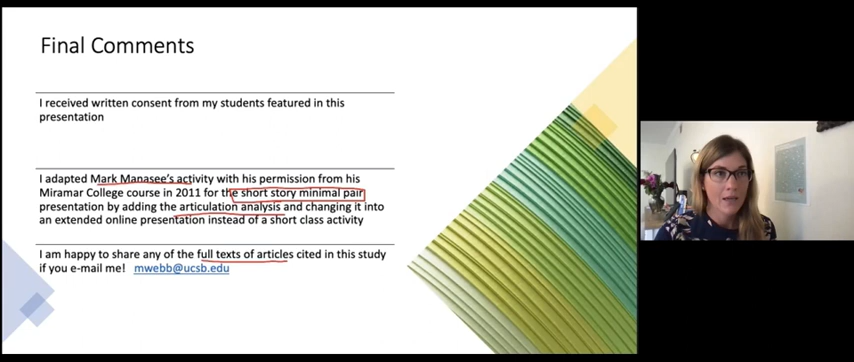 Final Comments
I received written consent from my students featured in this
presentation
I adapted Mark Manasee's activity with his permission from his
Miramar College course in 2011 for the short story minimal pair
presentation by adding the articulation analysis and changing it into
an extended online presentation instead of a short class activity
I am happy to share any of the full texts of articles cited in this study
if you e-mail me! mwebb@ucsb.edu